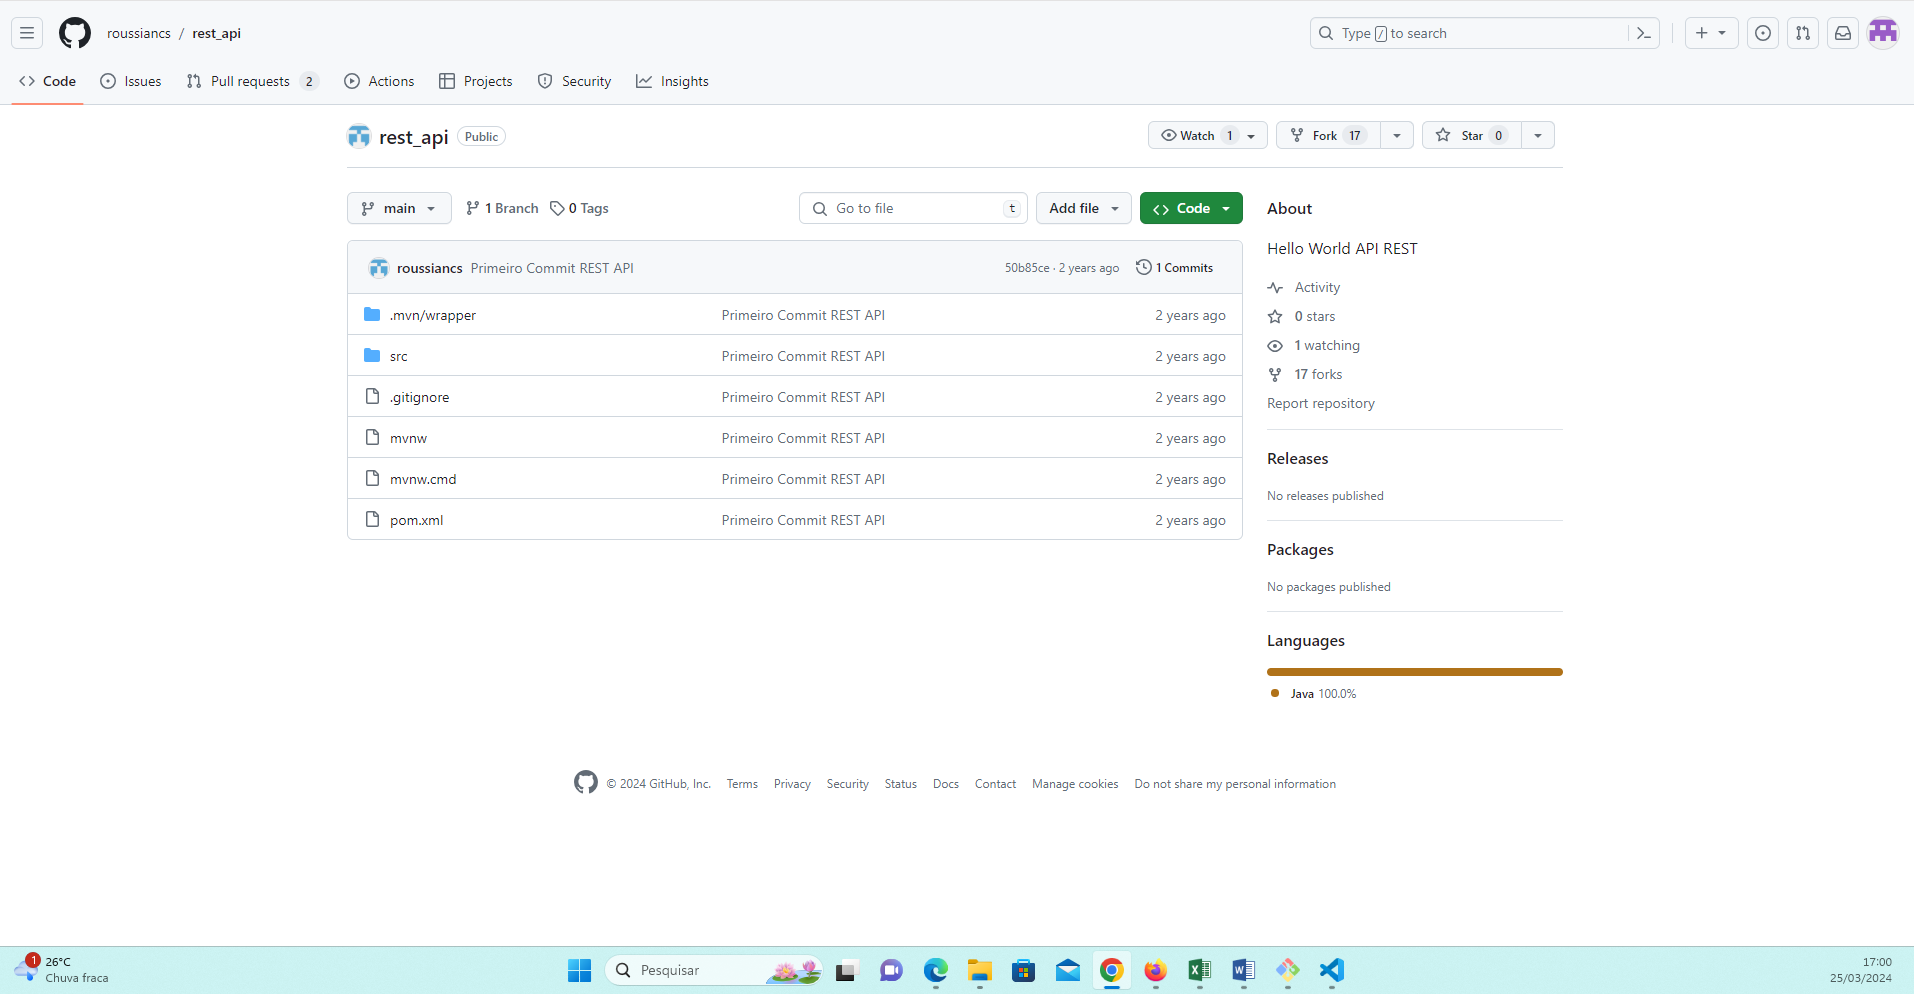 roussiancs / rest_api
Type / to search
Code Issues Pull requests 2 Actions Projects Security Insights
rest_api Public
Watch 1 Fork 17 Star 0
main 1 Branch 0 Tags Go to file t Add file Code
roussiancs Primeiro Commit REST API 50b85ce · 2 years ago 1 Commits
.mvn/wrapper Primeiro Commit REST API 2 years ago
src Primeiro Commit REST API 2 years ago
.gitignore Primeiro Commit REST API 2 years ago
mvnw Primeiro Commit REST API 2 years ago
mvnw.cmd Primeiro Commit REST API 2 years ago
pom.xml Primeiro Commit REST API 2 years ago
About
Hello World API REST
Activity
0 stars
1 watching
17 forks
Report repository
Releases
No releases published
Packages
No packages published
Languages
Java 100.0%
© 2024 GitHub, Inc. Terms Privacy Security Status Docs Contact Manage cookies Do not share my personal information
1
26°C
Chuva fraca
Pesquisar
17:00
25/03/2024